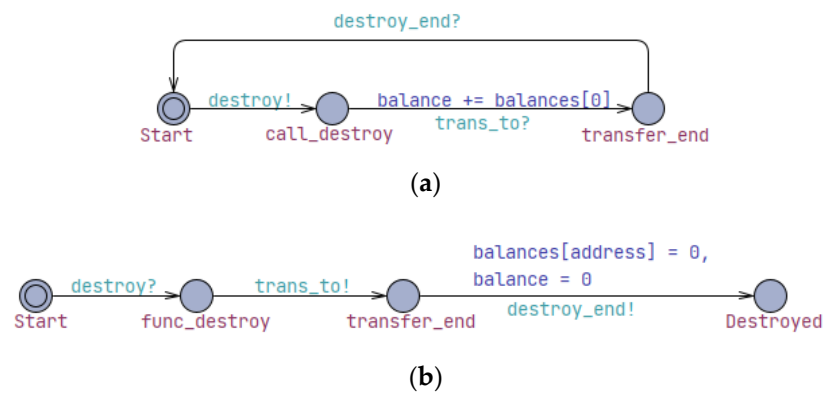 destroy_end?
destroy!
balance += balances[0]
trans_to?
Start
call_destroy
transfer_end
(a)
balances[address] = 0,
balance = 0
destroy?
trans_to!
destroy_end!
Start
func_destroy
transfer_end
Destroyed
(b)